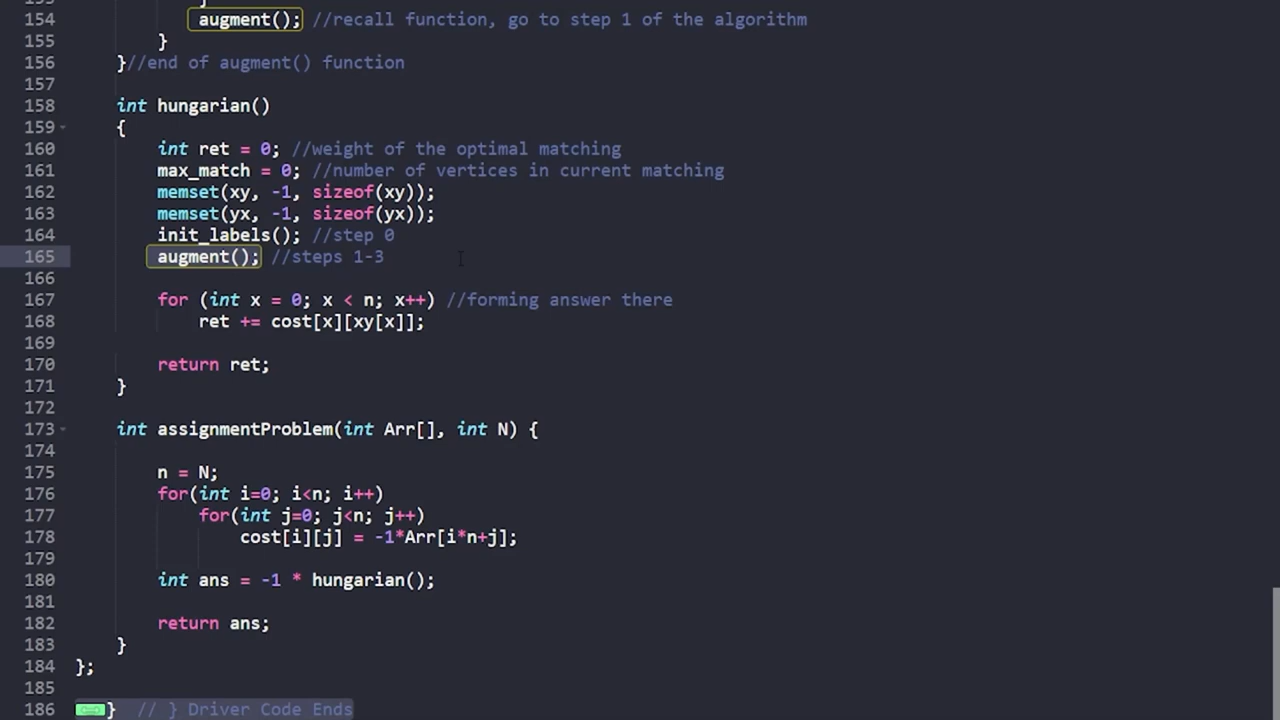 153
154 augment(); //recall function, go to step 1 of the algorithm
155 }
156 }//end of augment() function
157
158 int hungarian()
159 {
160 int ret = 0; //weight of the optimal matching
161 max_match = 0; //number of vertices in current matching
162 memset(xy, -1, sizeof(xy));
163 memset(yx, -1, sizeof(yx));
164 init_labels(); //step 0
165 augment(); //steps 1-3
166
167 for (int x = 0; x < n; x++) //forming answer there
168 ret += cost[x][xy[x]];
169
170 return ret;
171 }
172
173 int assignmentProblem(int Arr[], int N) {
174
175 n = N;
176 for(int i=0; i<n; i++)
177 for(int j=0; j<n; j++)
178 cost[i][j] = -1*Arr[i*n+j];
179
180 int ans = -1 * hungarian();
181
182 return ans;
183 }
184 };
185
186 } // } Driver Code Ends